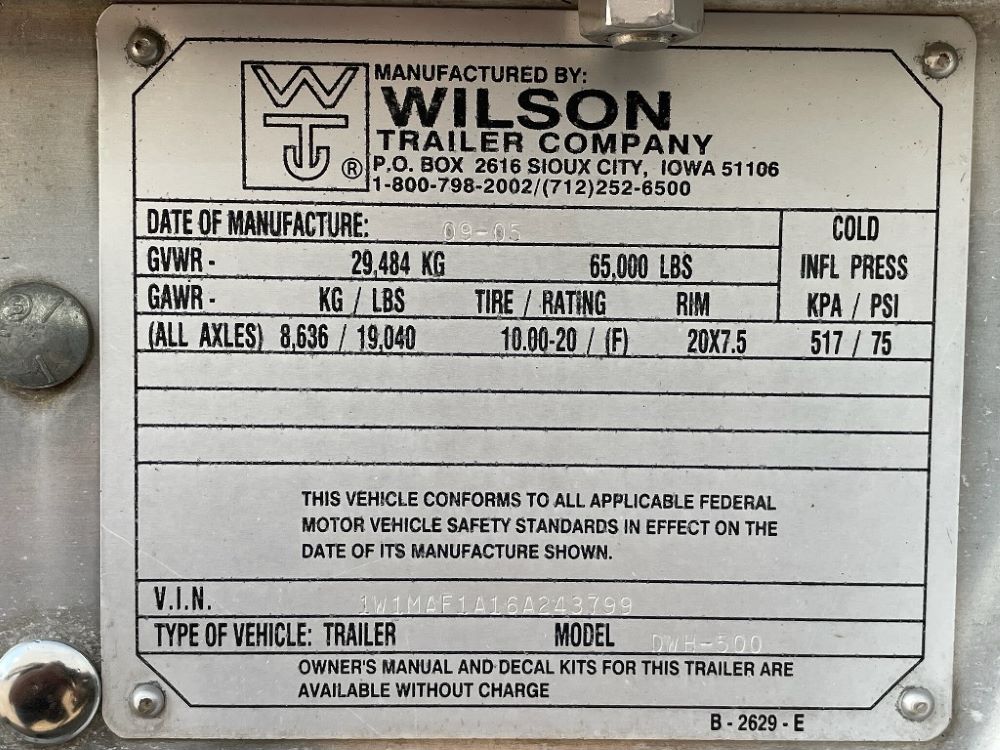 WT ®
MANUFACTURED BY:
WILSON
TRAILER COMPANY
P.O. BOX 2616 SIOUX CITY, IOWA 51106
1-800-798-2002/(712)252-6500
DATE OF MANUFACTURE: 09-05
COLD
GVWR - 29,484 KG 65,000 LBS INFL PRESS
GAWR - KG / LBS TIRE / RATING RIM KPA / PSI
(ALL AXLES) 8,636 / 19,040 10.00-20 / (F) 20X7.5 517 / 75
THIS VEHICLE CONFORMS TO ALL APPLICABLE FEDERAL
MOTOR VEHICLE SAFETY STANDARDS IN EFFECT ON THE
DATE OF ITS MANUFACTURE SHOWN.
V.I.N. 1W1MAF1A16A243799
TYPE OF VEHICLE: TRAILER MODEL DWH-500
OWNER'S MANUAL AND DECAL KITS FOR THIS TRAILER ARE
AVAILABLE WITHOUT CHARGE
B - 2629 - E